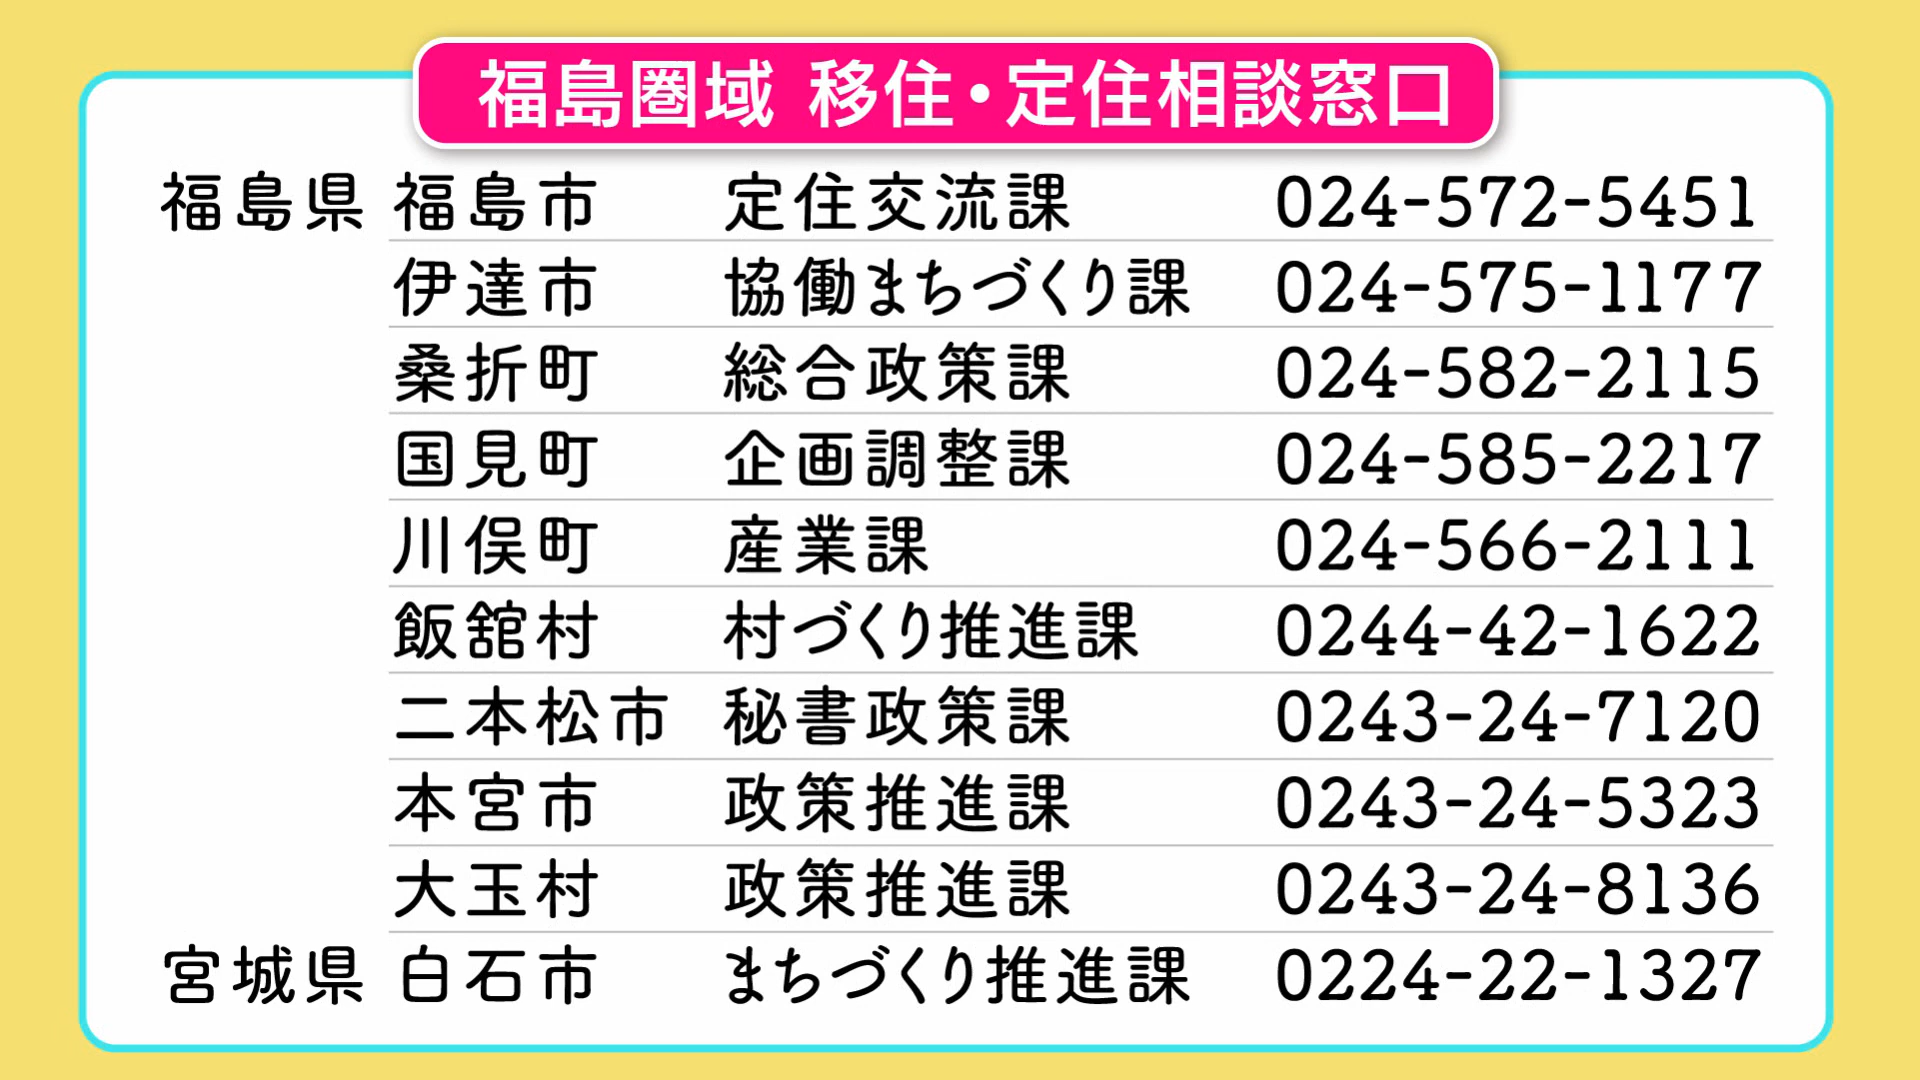 福島圏域 移住・定住相談窓口
福島県 福島市 定住交流課 024-572-5451
伊達市 協働まちづくり課 024-575-1177
桑折町 総合政策課 024-582-2115
国見町 企画調整課 024-585-2217
川俣町 産業課 024-566-2111
飯舘村 村づくり推進課 0244-42-1622
二本松市 秘書政策課 0243-24-7120
本宮市 政策推進課 0243-24-5323
大玉村 政策推進課 0243-24-8136
宮城県 白石市 まちづくり推進課 0224-22-1327